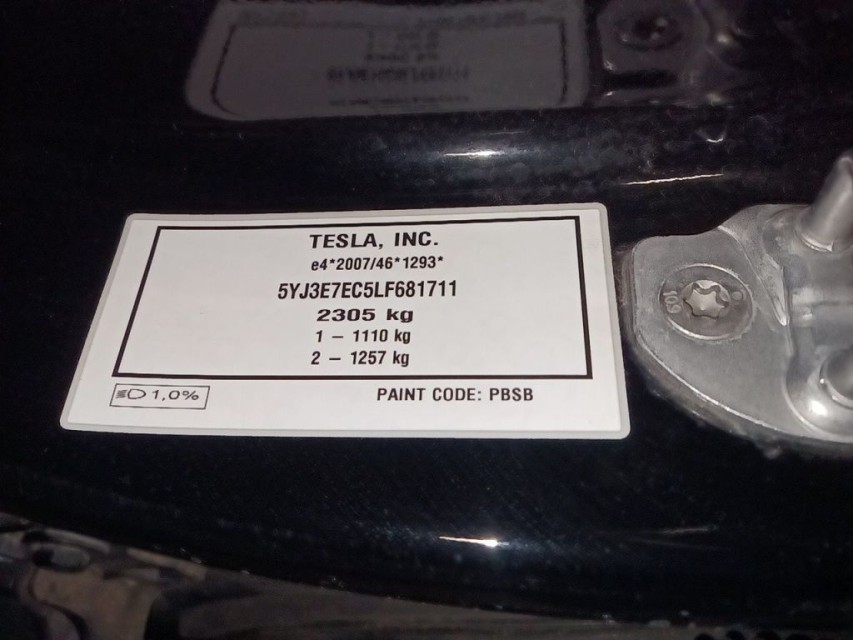 TESLA, INC.
e4*2007/46*1293*
5YJ3E7EC5LF681711
2305 kg
1 – 1110 kg
2 – 1257 kg
1,0%
PAINT CODE: PBSB